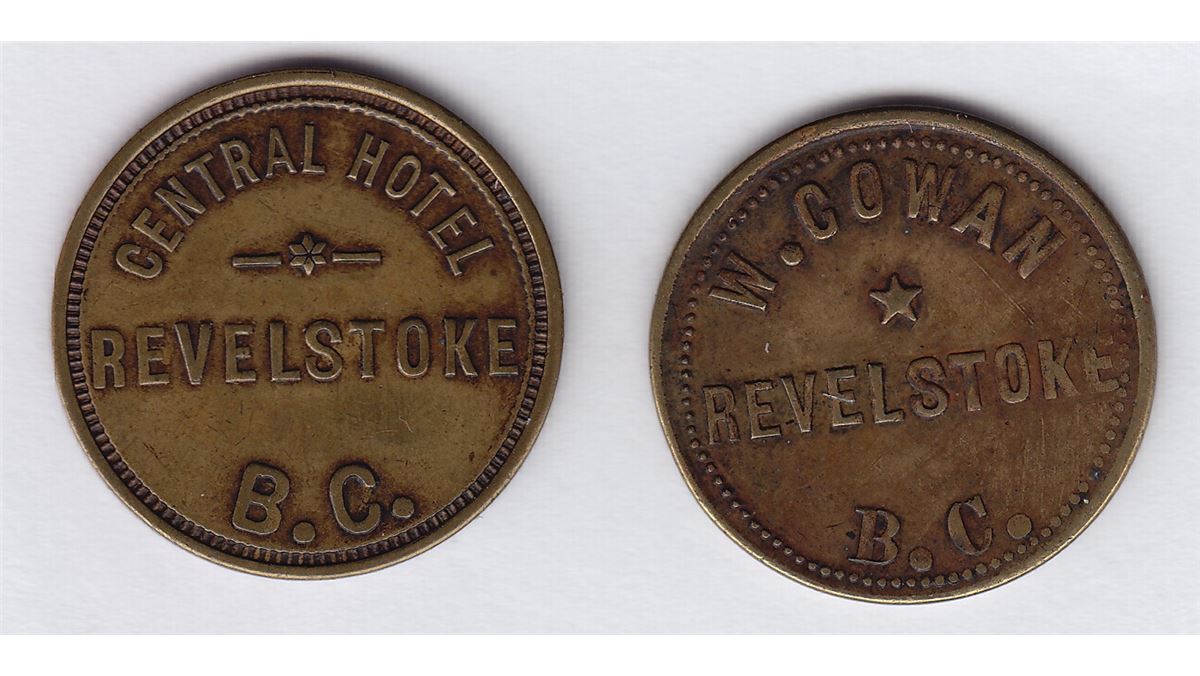 CENTRAL HOTEL
REVELSTOKE
B.C.
W. COWAN
REVELSTOKE
B.C.